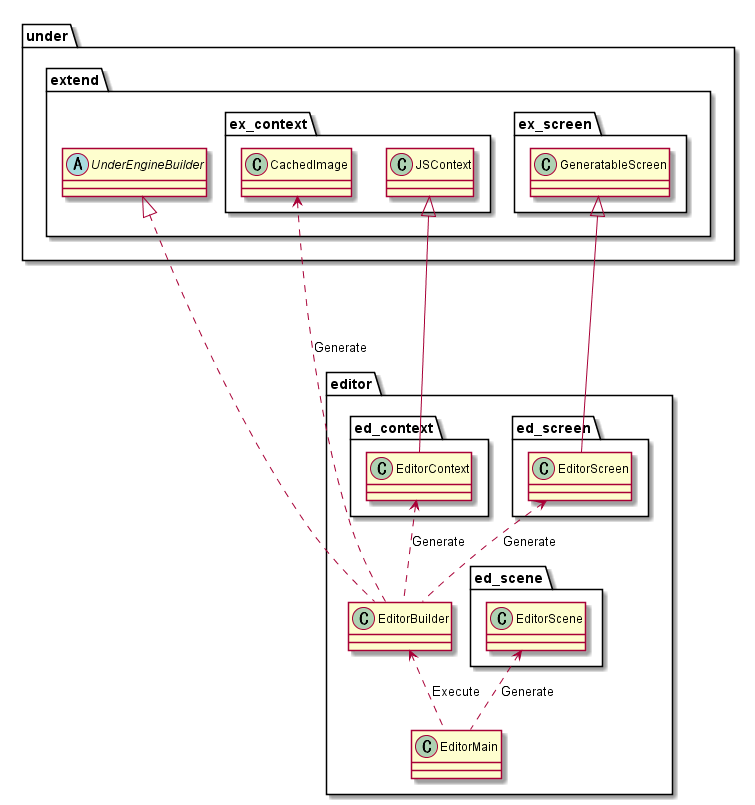 under
extend
ex_context
ex_screen
A UnderEngineBuilder
C CachedImage
C JSContext
C GeneratableScreen
Generate
editor
ed_context
ed_screen
C EditorContext
C EditorScreen
Generate
Generate
ed_scene
C EditorBuilder
C EditorScene
Execute
Generate
C EditorMain